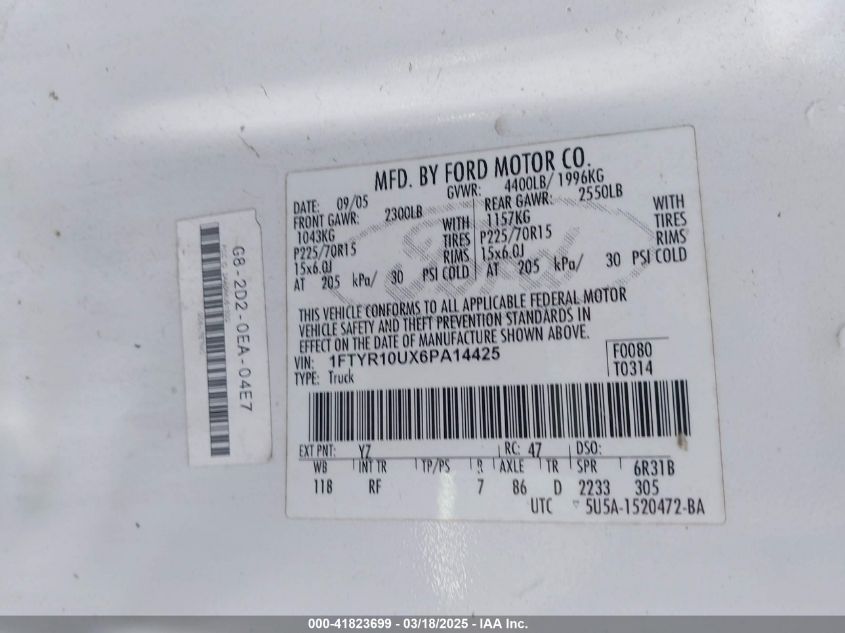 MFD. BY FORD MOTOR CO.
DATE: 09/05 GVWR: 4400LB/ 1996KG
FRONT GAWR: 2300LB REAR GAWR: 2550LB
1043KG WITH 1157KG WITH
P225/70R15 TIRES P225/70R15 TIRES
15x6.0J RIMS 15x6.0J RIMS
AT 205 kPa/ 30 PSI COLD AT 205 kPa/ 30 PSI COLD
THIS VEHICLE CONFORMS TO ALL APPLICABLE FEDERAL MOTOR
VEHICLE SAFETY AND THEFT PREVENTION STANDARDS IN
EFFECT ON THE DATE OF MANUFACTURE SHOWN ABOVE.
VIN: 1FTYR10UX6PA14425 F0080
TYPE: Truck T0314
EXT PNT: YZ RC: 47 DSO:
WB INT TR TP/PS R AXLE TR SPR 6R31B
118 RF 7 86 D 2233 305
UTC 5U5A-1520472-BA
G8-2D2-0EA-04E7
Ford
000-41823699 - 03/18/2025 - IAA Inc.